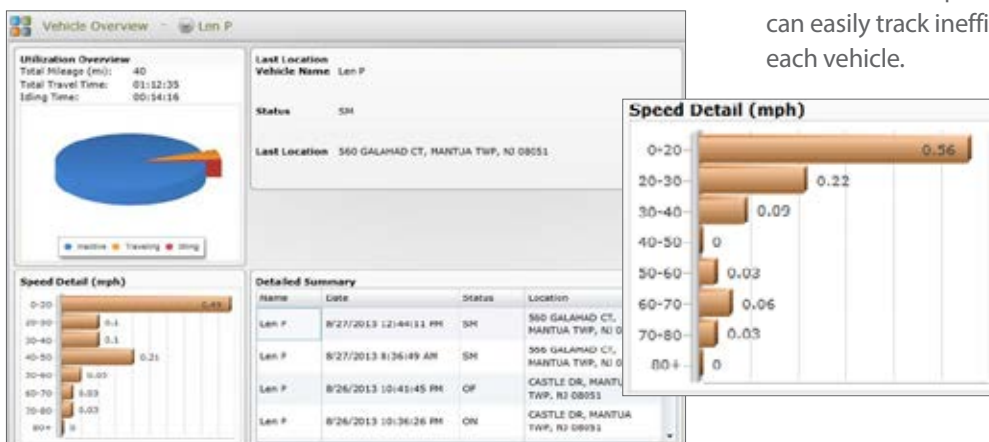 Vehicle Overview - Len P
can easily track ineffi
each vehicle.
Utilization Overview
Total Mileage (mi): 40
Total Travel Time: 01:12:35
Idling Time: 00:54:16
Inactive Traveling Idling
Last Location
Vehicle Name Len P
Status SM
Last Location 560 GALAHAD CT, MANTUA TWP, NJ 08051
Speed Detail (mph)
0-20 0.56
20-30 0.22
30-40 0.09
40-50 0
50-60 0.03
60-70 0.06
70-80 0.03
80+ 0
Speed Detail (mph)
0-20
20-30 0.1
30-40 0.1
40-50 0.21
50-60
60-70 0.03
70-80 0.03
80+ 0
Detailed Summary
Name Date Status Location
Len P 8/27/2013 12:44:11 PM SM 560 GALAHAD CT,
MANTUA TWP, NJ 0
Len P 8/27/2013 8:36:49 AM SM GALAHAD CT,
MANTUA TWP, NJ 0
Len P 8/26/2013 10:41:45 PM OF CASTLE DR, MANTU
TWP, NJ 08051
Len P 8/26/2013 10:36:26 PM ON CASTLE DR, MANTUA
TWP, NJ 08051